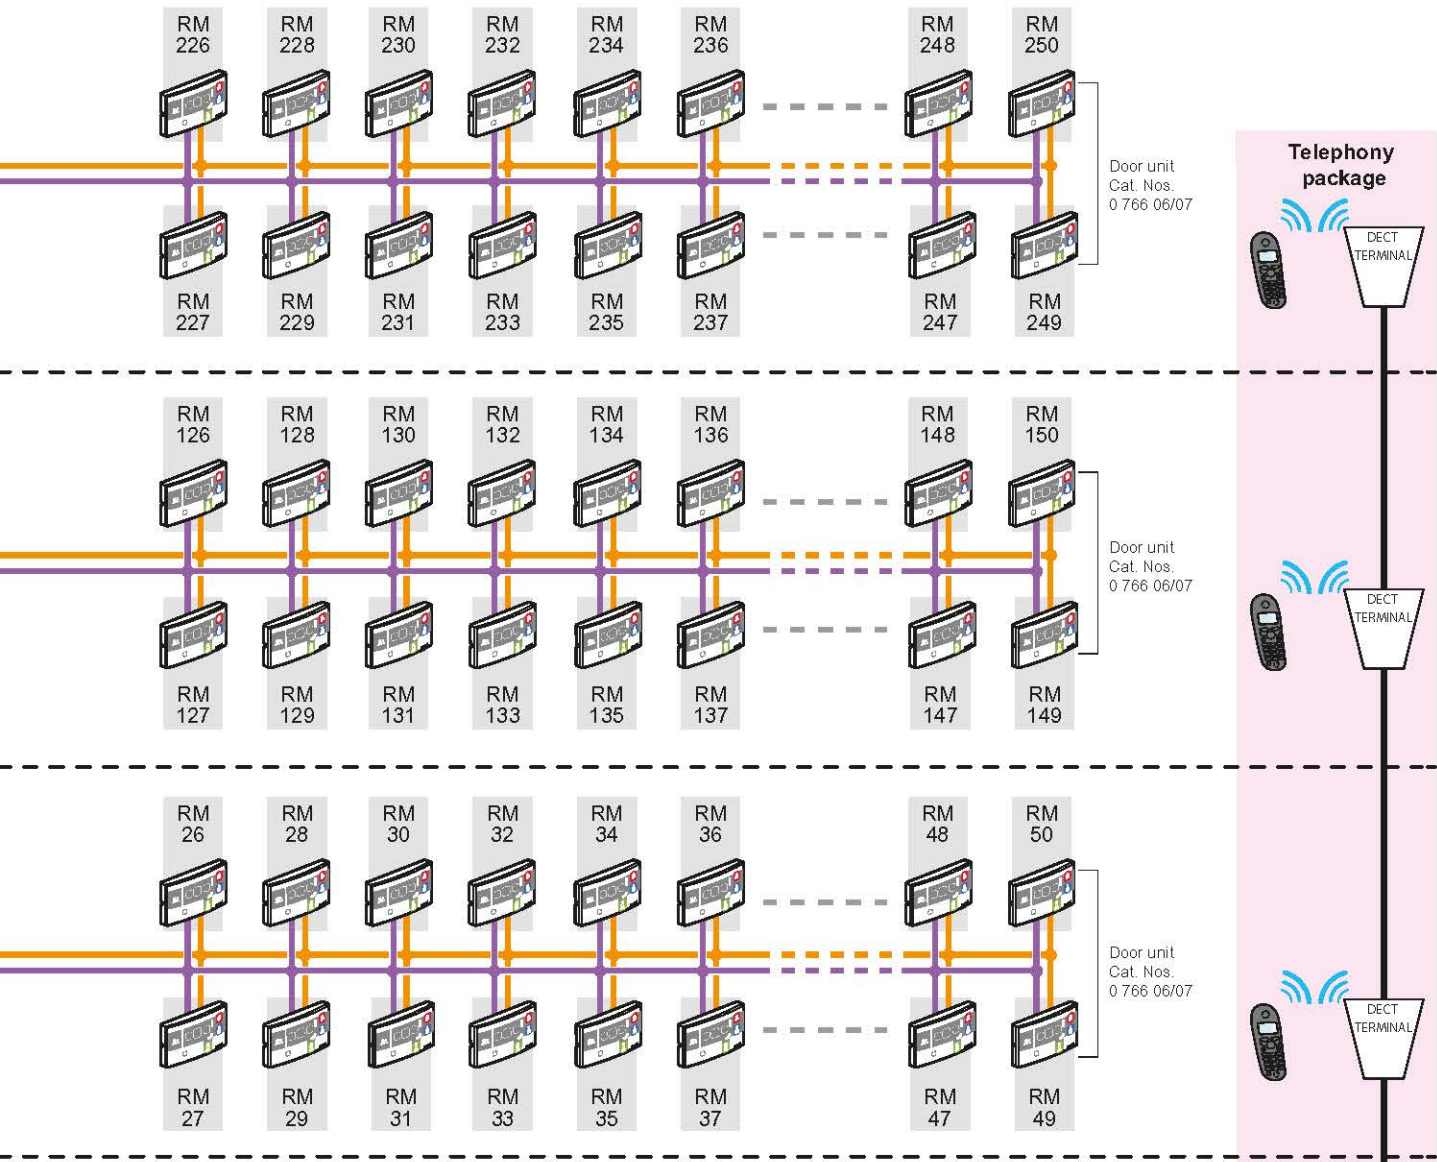 RM
226
RM
228
RM
230
RM
232
RM
234
RM
236
RM
248
RM
250
Door unit
Cat. Nos.
0 766 06/07
RM
227
RM
229
RM
231
RM
233
RM
235
RM
237
RM
247
RM
249
Telephony
package
DECT
TERMINAL
RM
126
RM
128
RM
130
RM
132
RM
134
RM
136
RM
148
RM
150
Door unit
Cat. Nos.
0 766 06/07
RM
127
RM
129
RM
131
RM
133
RM
135
RM
137
RM
147
RM
149
DECT
TERMINAL
RM
26
RM
28
RM
30
RM
32
RM
34
RM
36
RM
48
RM
50
Door unit
Cat. Nos.
0 766 06/07
RM
27
RM
29
RM
31
RM
33
RM
35
RM
37
RM
47
RM
49
DECT
TERMINAL